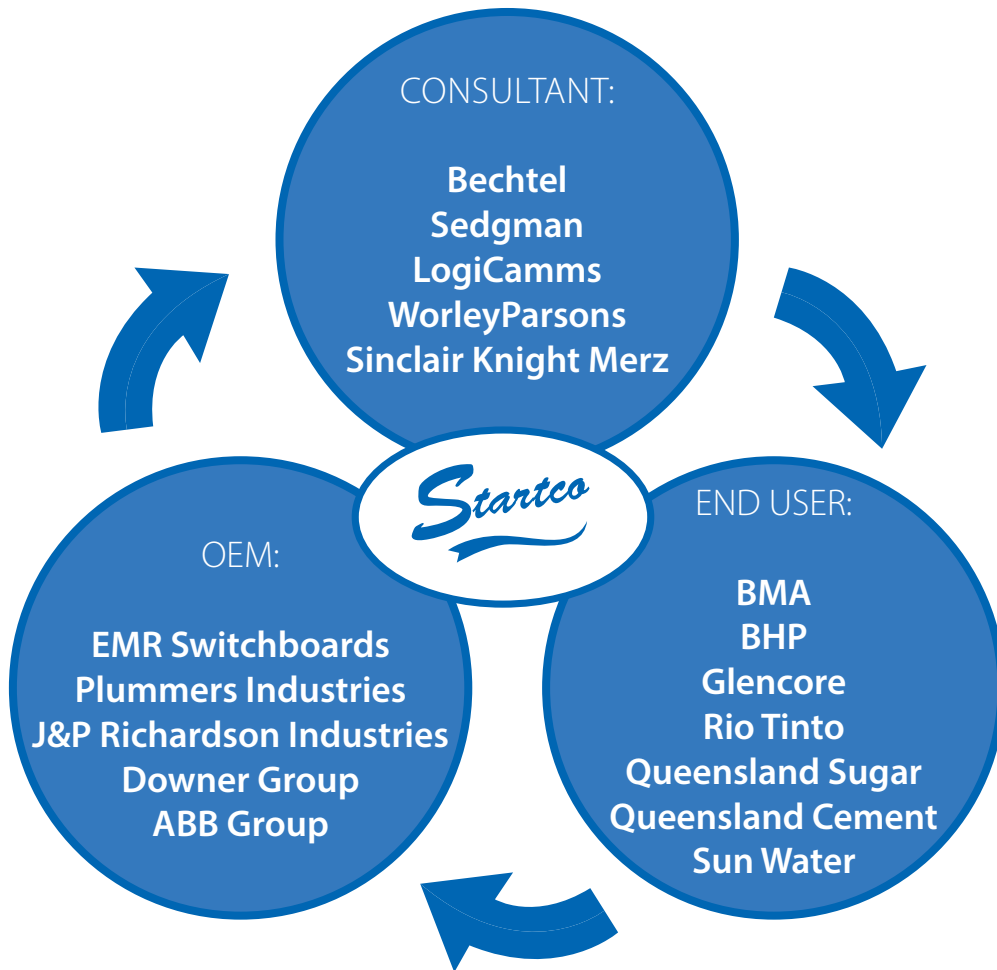 CONSULTANT:
Bechtel
Sedgman
LogiCamms
WorleyParsons
Sinclair Knight Merz
Startco
END USER:
BMA
BHP
Glencore
Rio Tinto
Queensland Sugar
Queensland Cement
Sun Water
OEM:
EMR Switchboards
Plummers Industries
J&P Richardson Industries
Downer Group
ABB Group